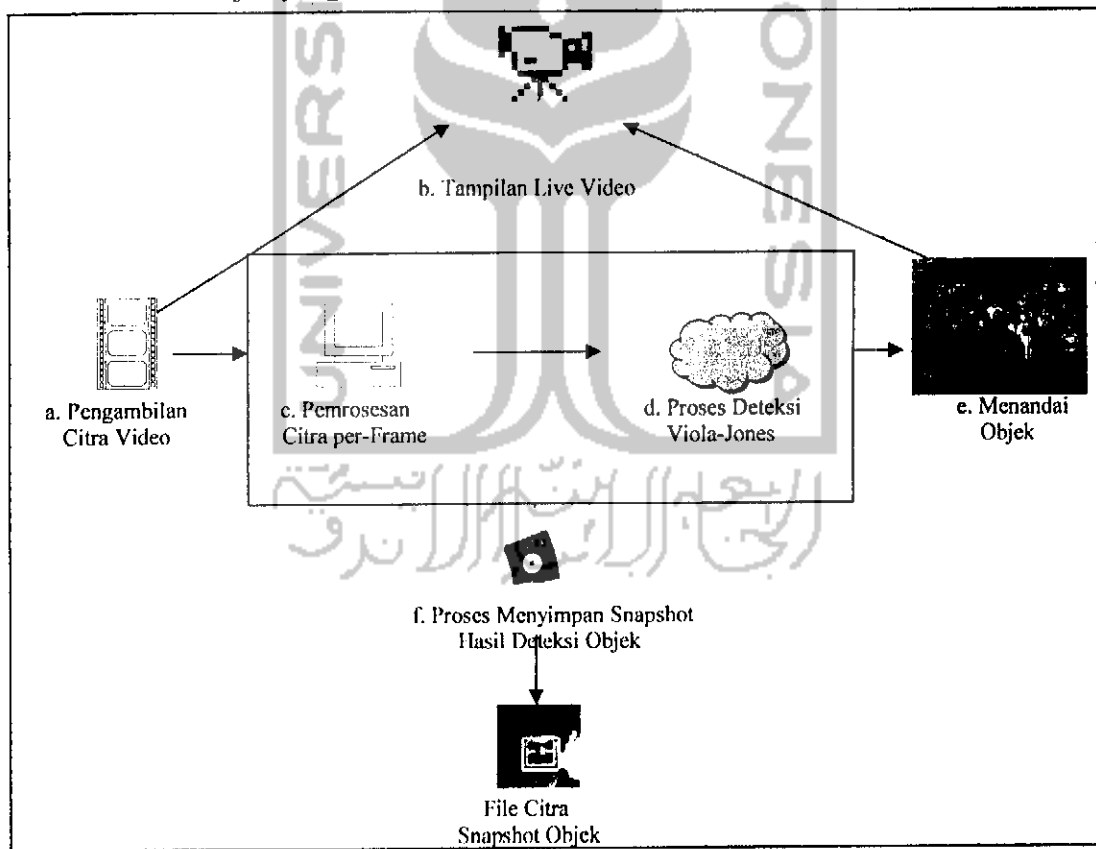 b. Tampilan Live Video
a. Pengambilan
Citra Video
c. Pemrosesan
Citra per-Frame
d. Proses Deteksi
Viola-Jones
e. Menandai
Objek
f. Proses Menyimpan Snapshot
Hasil Deteksi Objek
File Citra
Snapshot Objek